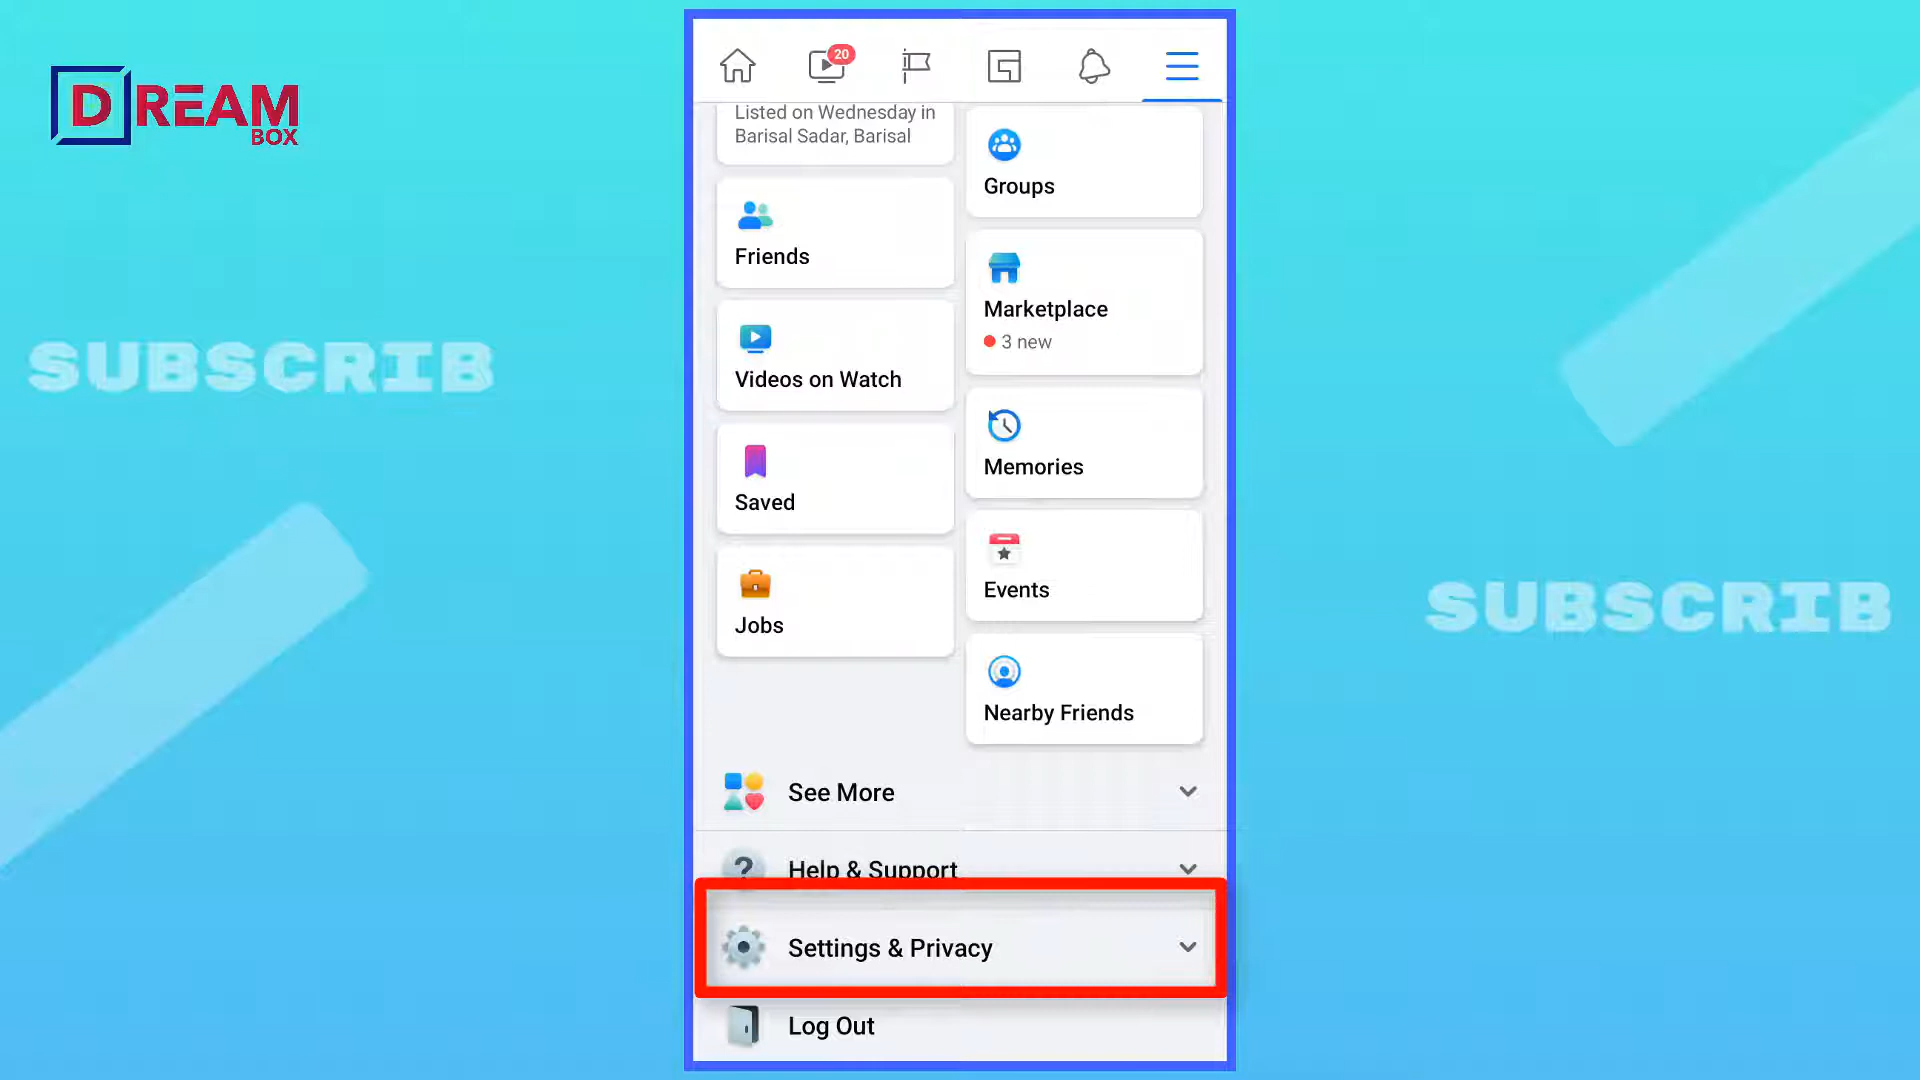 DREAM
BOX
SUBSCRIB
SUBSCRIB
20
Listed on Wednesday in
Barisal Sadar, Barisal
Groups
Friends
Marketplace
3 new
Videos on Watch
Memories
Saved
Events
Jobs
Nearby Friends
See More
Help & Support
Settings & Privacy
Log Out